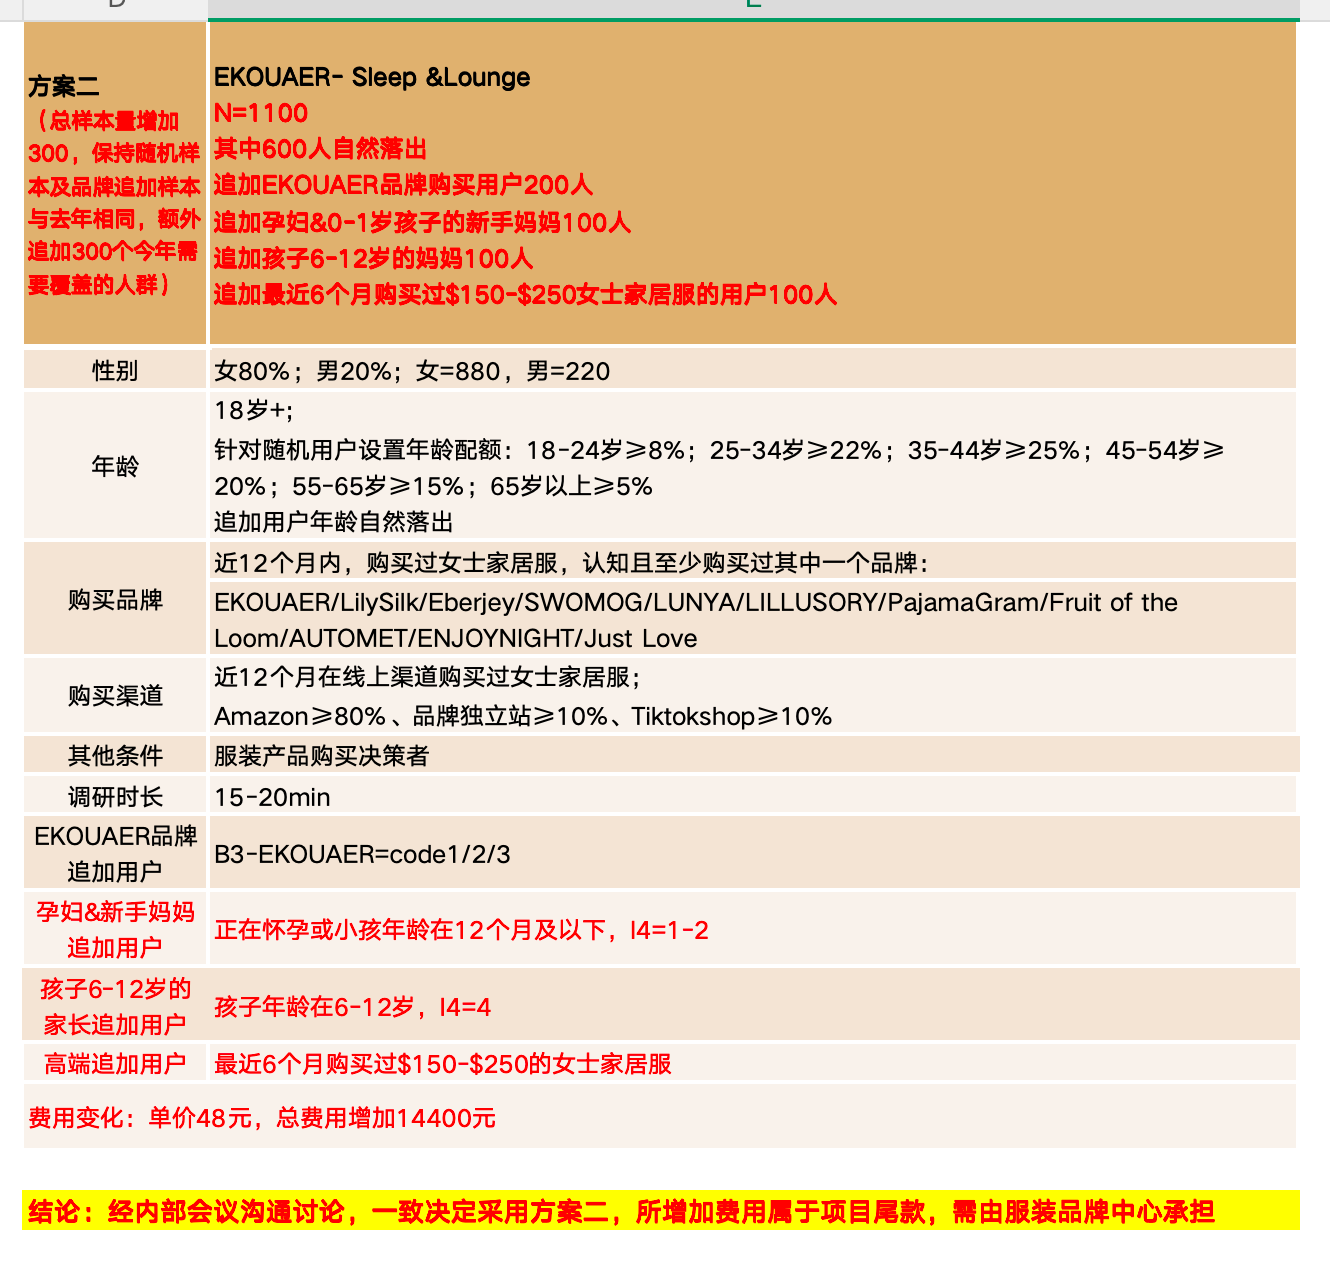 D
E
方案二
（总样本量增加
300，保持随机样
本及品牌追加样本
与去年相同，额外
追加300个今年需
要覆盖的人群）
EKOUAER- Sleep &Lounge
N=1100
其中600人自然落出
追加EKOUAER品牌购买用户200人
追加孕妇&0-1岁孩子的新手妈妈100人
追加孩子6-12岁的妈妈100人
追加最近6个月购买过$150-$250女士家居服的用户100人
性别
女80%；男20%；女=880，男=220
年龄
18岁+；
针对随机用户设置年龄配额：18-24岁≥8%；25-34岁≥22%；35-44岁≥25%；45-54岁≥
20%；55-65岁≥15%；65岁以上≥5%
追加用户年龄自然落出
购买品牌
近12个月内，购买过女士家居服，认知且至少购买过其中一个品牌：
EKOUAER/LilySilk/Eberjey/SWOMOG/LUNYA/LILLUSORY/PajamaGram/Fruit of the
Loom/AUTOMET/ENJOYNIGHT/Just Love
购买渠道
近12个月在线上渠道购买过女士家居服；
Amazon≥80%、品牌独立站≥10%、Tiktokshop≥10%
其他条件
服装产品购买决策者
调研时长
15-20min
EKOUAER品牌
追加用户
B3-EKOUAER=code1/2/3
孕妇&新手妈妈
追加用户
正在怀孕或小孩年龄在12个月及以下，I4=1-2
孩子6-12岁的
家长追加用户
孩子年龄在6-12岁，I4=4
高端追加用户
最近6个月购买过$150-$250的女士家居服
费用变化：单价48元，总费用增加14400元
结论：经内部会议沟通讨论，一致决定采用方案二，所增加费用属于项目尾款，需由服装品牌中心承担